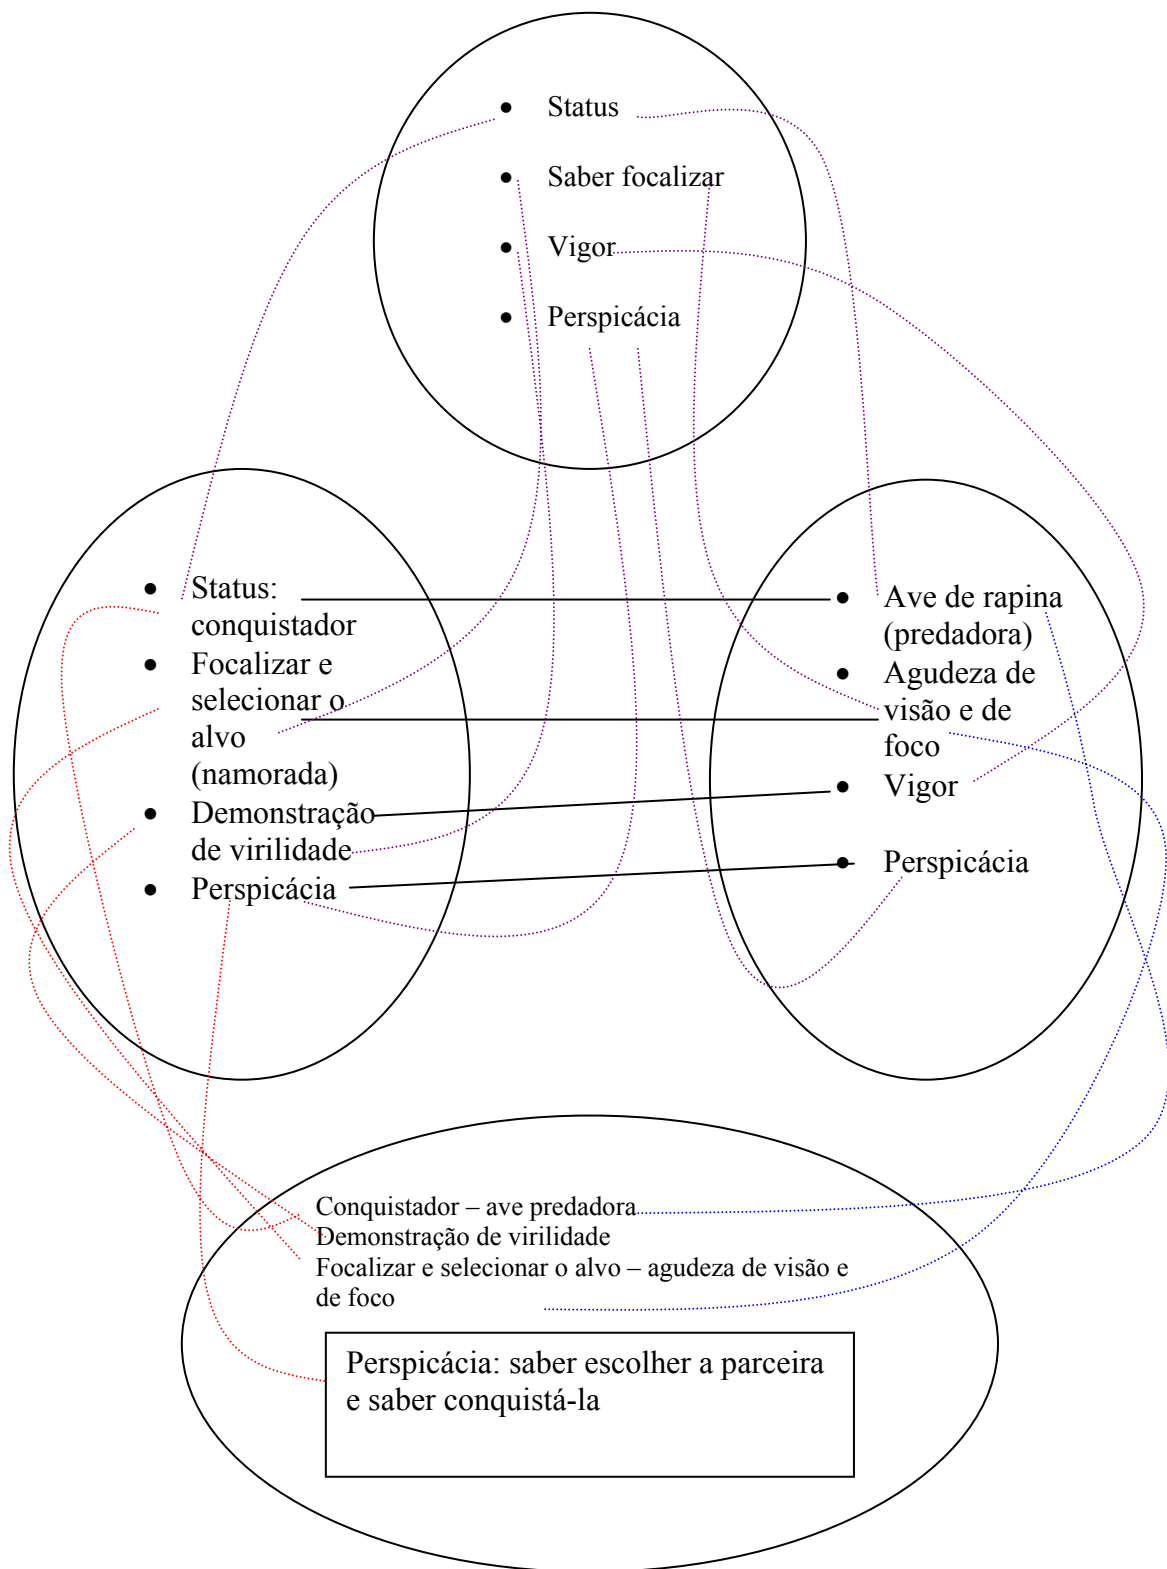 • Status
• Saber focalizar
• Vigor
• Perspicácia
• Status:
conquistador
• Focalizar e
selecionar o
alvo
(namorada)
• Demonstração
de virilidade
• Perspicácia
• Ave de rapina
(predadora)
• Agudeza de
visão e de
foco
• Vigor
• Perspicácia
Conquistador – ave predadora
Demonstração de virilidade
Focalizar e selecionar o alvo – agudeza de visão e
de foco
Perspicácia: saber escolher a parceira
e saber conquistá-la